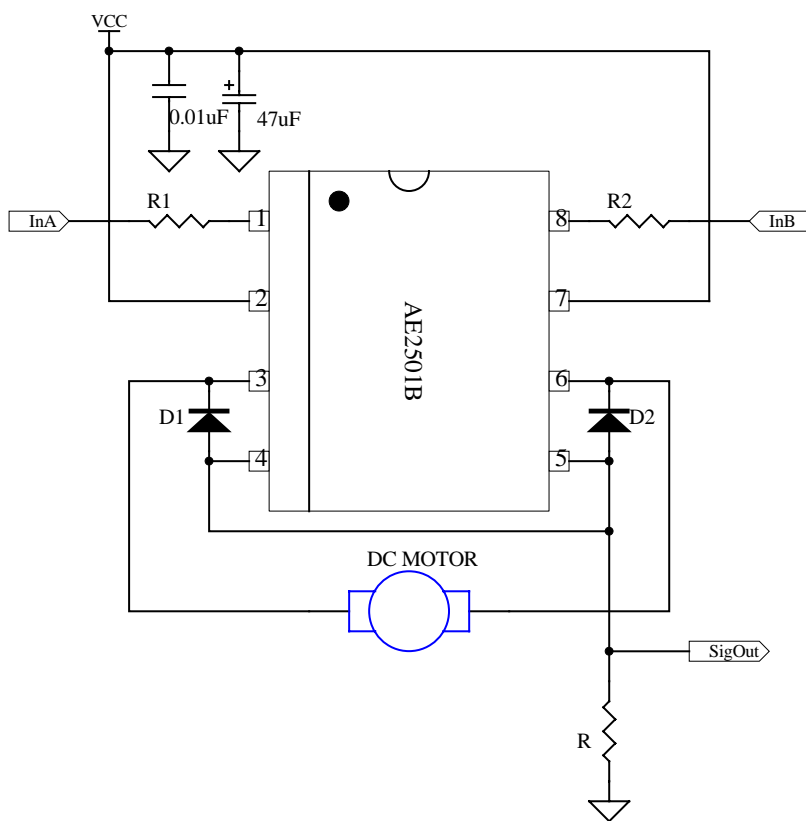 VCC
0.01uF
47uF
+
InA
R1
1
8
R2
InB
2
7
AE2501B
3
6
D1
D2
4
5
DC MOTOR
SigOut
R